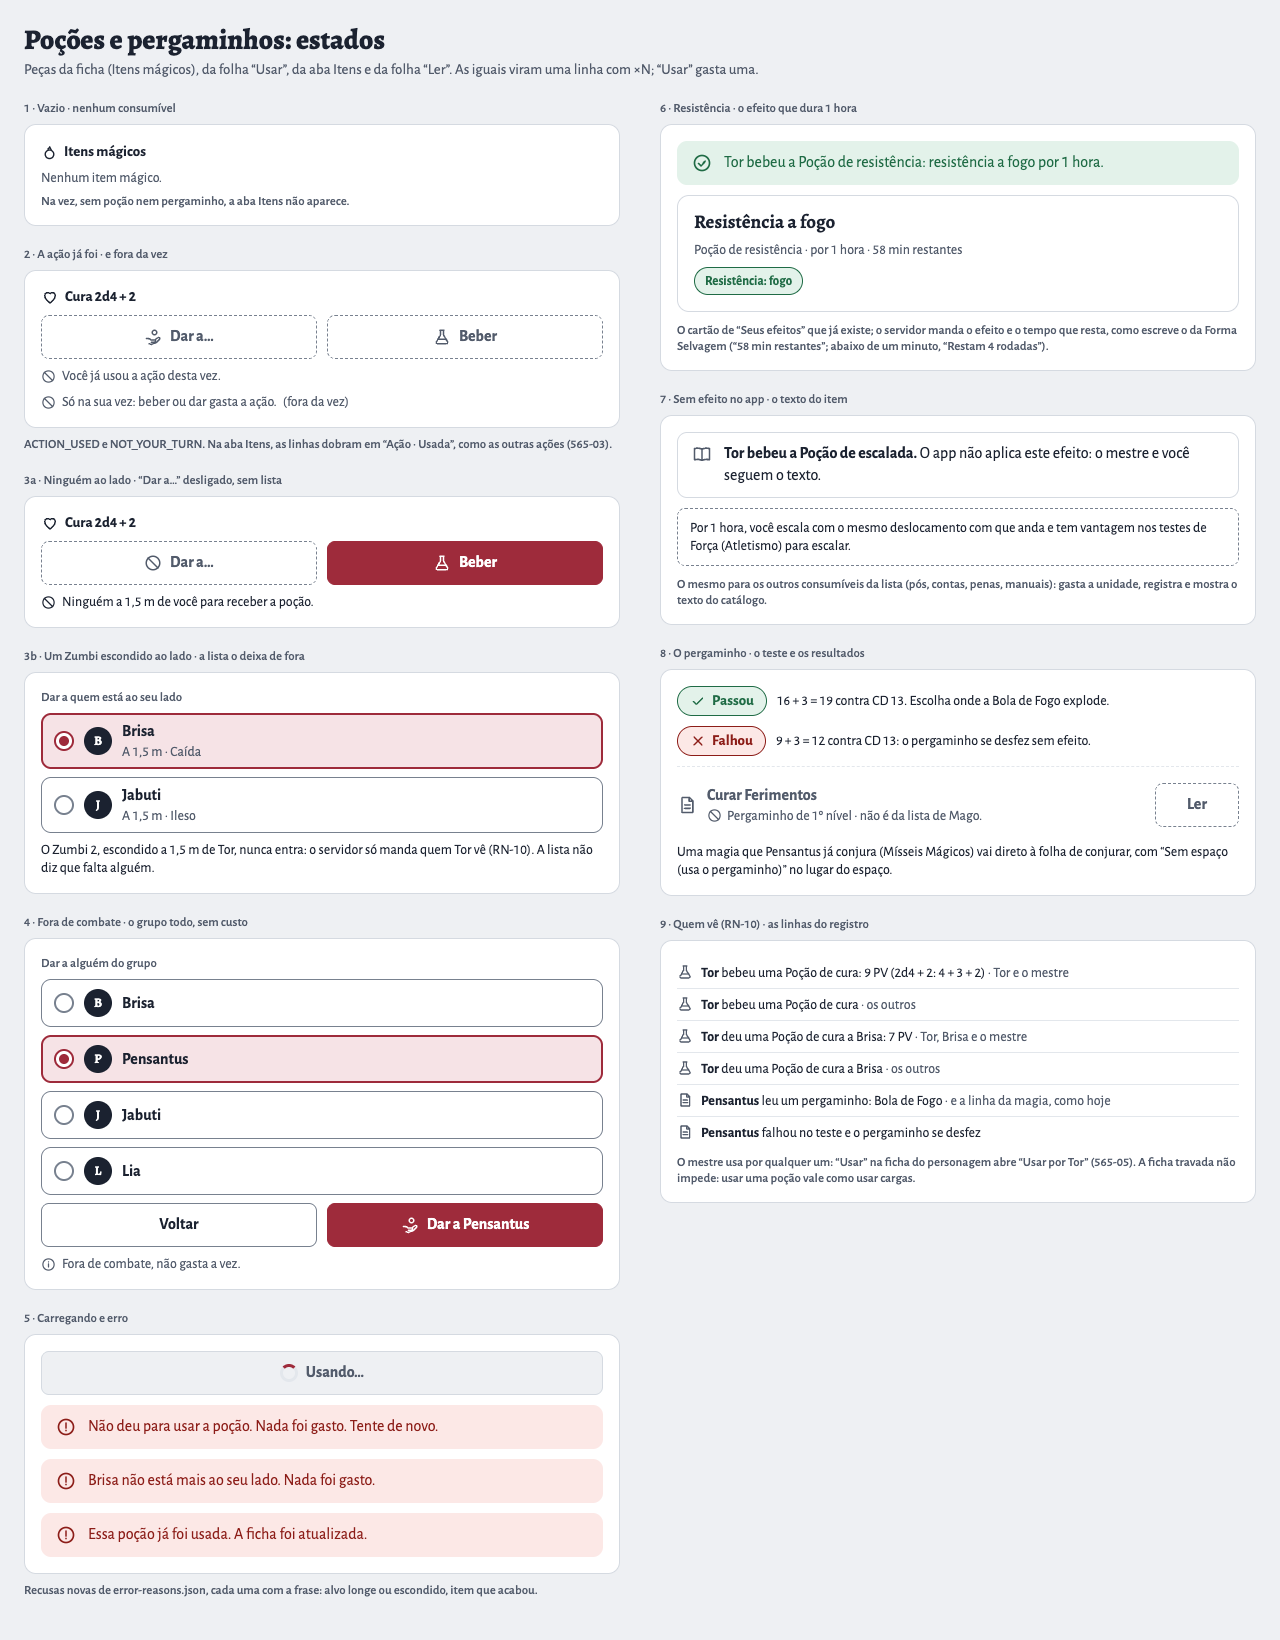 Poções e pergaminhos: estados
Peças da ficha (Itens mágicos), da folha “Usar”, da aba Itens e da folha “Ler”. As iguais viram uma linha com ×N; “Usar” gasta uma.
1 · Vazio · nenhum consumível
Itens mágicos
Nenhum item mágico.
Na vez, sem poção nem pergaminho, a aba Itens não aparece.
2 · A ação já foi · e fora da vez
Cura 2d4 + 2
Dar a…
Beber
Você já usou a ação desta vez.
Só na sua vez: beber ou dar gasta a ação. (fora da vez)
ACTION_USED e NOT_YOUR_TURN. Na aba Itens, as linhas dobram em “Ação · Usada”, como as outras ações (565-03).
3a · Ninguém ao lado · “Dar a…” desligado, sem lista
Cura 2d4 + 2
Dar a…
Beber
Ninguém a 1,5 m de você para receber a poção.
3b · Um Zumbi escondido ao lado · a lista o deixa de fora
Dar a quem está ao seu lado
B
Brisa
A 1,5 m · Caída
J
Jabuti
A 1,5 m · Ileso
O Zumbi 2, escondido a 1,5 m de Tor, nunca entra: o servidor só manda quem Tor vê (RN-10). A lista não
diz que falta alguém.
4 · Fora de combate · o grupo todo, sem custo
Dar a alguém do grupo
B
Brisa
P
Pensantus
J
Jabuti
L
Lia
Voltar
Dar a Pensantus
Fora de combate, não gasta a vez.
5 · Carregando e erro
Usando…
Não deu para usar a poção. Nada foi gasto. Tente de novo.
Brisa não está mais ao seu lado. Nada foi gasto.
Essa poção já foi usada. A ficha foi atualizada.
Recusas novas de error-reasons.json, cada uma com a frase: alvo longe ou escondido, item que acabou.
6 · Resistência · o efeito que dura 1 hora
Tor bebeu a Poção de resistência: resistência a fogo por 1 hora.
Resistência a fogo
Poção de resistência · por 1 hora · 58 min restantes
Resistência: fogo
O cartão de “Seus efeitos” que já existe; o servidor manda o efeito e o tempo que resta, como escreve o da Forma
Selvagem (“58 min restantes”; abaixo de um minuto, “Restam 4 rodadas”).
7 · Sem efeito no app · o texto do item
Tor bebeu a Poção de escalada. O app não aplica este efeito: o mestre e você
seguem o texto.
Por 1 hora, você escala com o mesmo deslocamento com que anda e tem vantagem nos testes de
Força (Atletismo) para escalar.
O mesmo para os outros consumíveis da lista (pós, contas, penas, manuais): gasta a unidade, registra e mostra o
texto do catálogo.
8 · O pergaminho · o teste e os resultados
Passou
16 + 3 = 19 contra CD 13. Escolha onde a Bola de Fogo explode.
Falhou
9 + 3 = 12 contra CD 13: o pergaminho se desfez sem efeito.
Curar Ferimentos
Pergaminho de 1º nível · não é da lista de Mago.
Ler
Uma magia que Pensantus já conjura (Mísseis Mágicos) vai direto à folha de conjurar, com “Sem espaço
(usa o pergaminho)” no lugar do espaço.
9 · Quem vê (RN-10) · as linhas do registro
Tor bebeu uma Poção de cura: 9 PV (2d4 + 2: 4 + 3 + 2) · Tor e o mestre
Tor bebeu uma Poção de cura · os outros
Tor deu uma Poção de cura a Brisa: 7 PV · Tor, Brisa e o mestre
Tor deu uma Poção de cura a Brisa · os outros
Pensantus leu um pergaminho: Bola de Fogo · e a linha da magia, como hoje
Pensantus falhou no teste e o pergaminho se desfez
O mestre usa por qualquer um: “Usar” na ficha do personagem abre “Usar por Tor” (565-05). A ficha travada não
impede: usar uma poção vale como usar cargas.